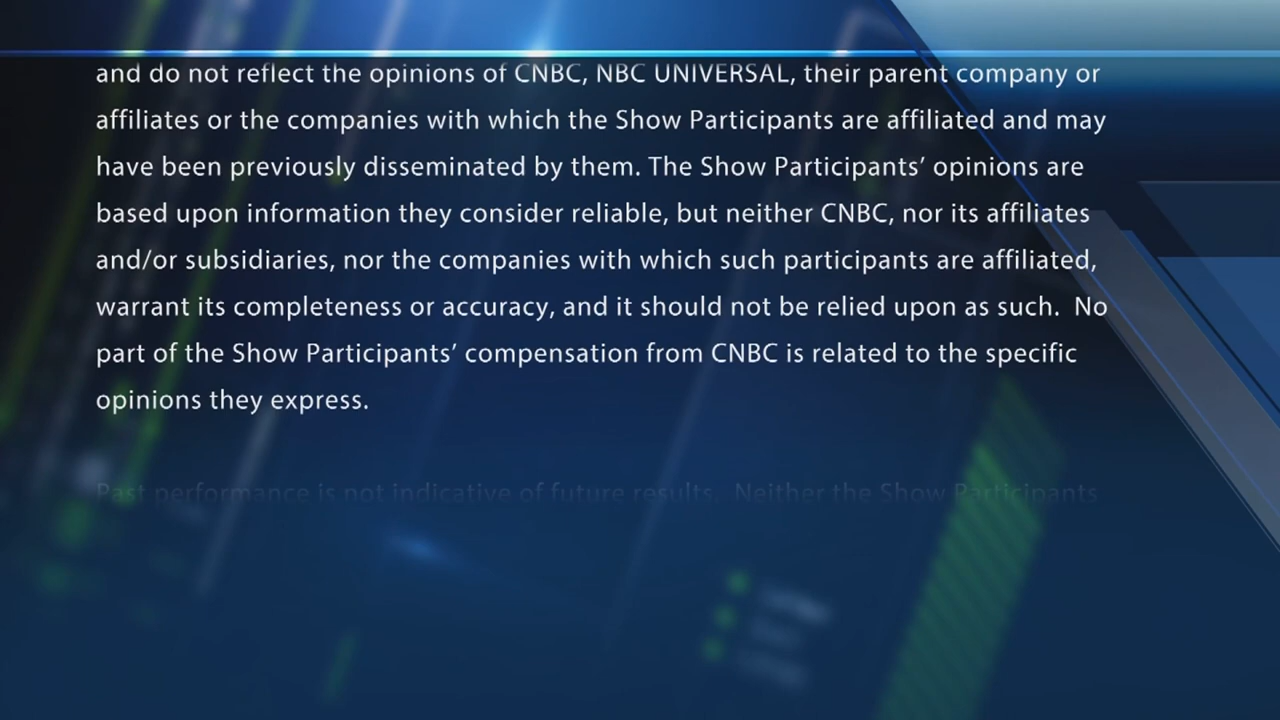 and do not reflect the opinions of CNBC, NBC UNIVERSAL, their parent company or
affiliates or the companies with which the Show Participants are affiliated and may
have been previously disseminated by them. The Show Participants’ opinions are
based upon information they consider reliable, but neither CNBC, nor its affiliates
and/or subsidiaries, nor the companies with which such participants are affiliated,
warrant its completeness or accuracy, and it should not be relied upon as such.  No
part of the Show Participants’ compensation from CNBC is related to the specific
opinions they express.
Past performance is not indicative of future results.  Neither the Show Participants